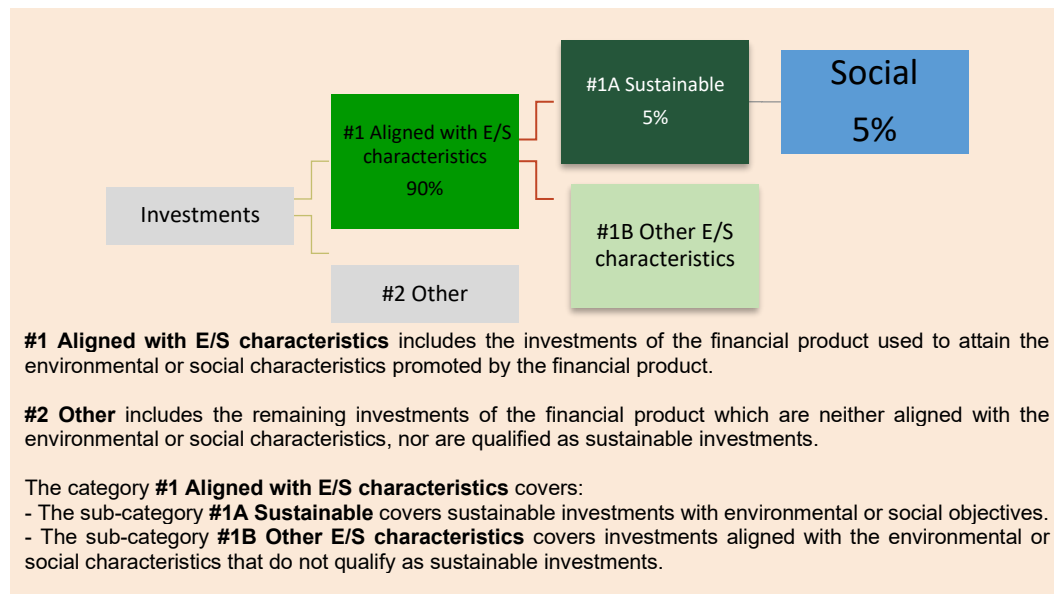 #1A Sustainable
5%
Social
5%
#1 Aligned with E/S
characteristics
90%
Investments
#1B Other E/S
characteristics
#2 Other
#1 Aligned with E/S characteristics includes the investments of the financial product used to attain the
environmental or social characteristics promoted by the financial product.
#2 Other includes the remaining investments of the financial product which are neither aligned with the
environmental or social characteristics, nor are qualified as sustainable investments.
The category #1 Aligned with E/S characteristics covers:
- The sub-category #1A Sustainable covers sustainable investments with environmental or social objectives.
- The sub-category #1B Other E/S characteristics covers investments aligned with the environmental or
social characteristics that do not qualify as sustainable investments.